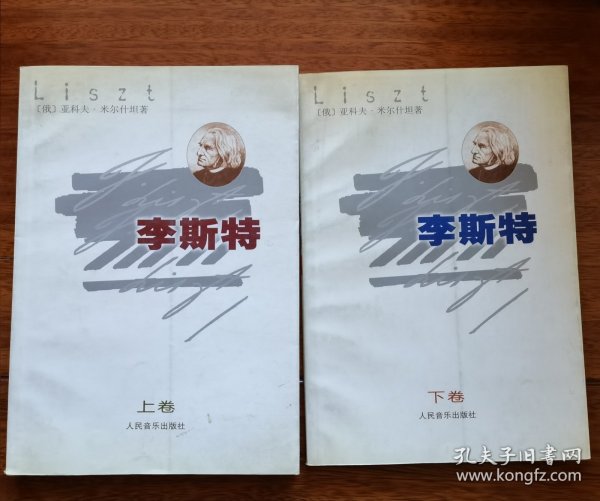 Liszt
〔俄〕亚科夫·米尔什坦著
李斯特
上卷
人民音乐出版社
Liszt
〔俄〕亚科夫·米尔什坦著
李斯特
下卷
人民音乐出版社
孔夫子旧书网
www.kongfz.com